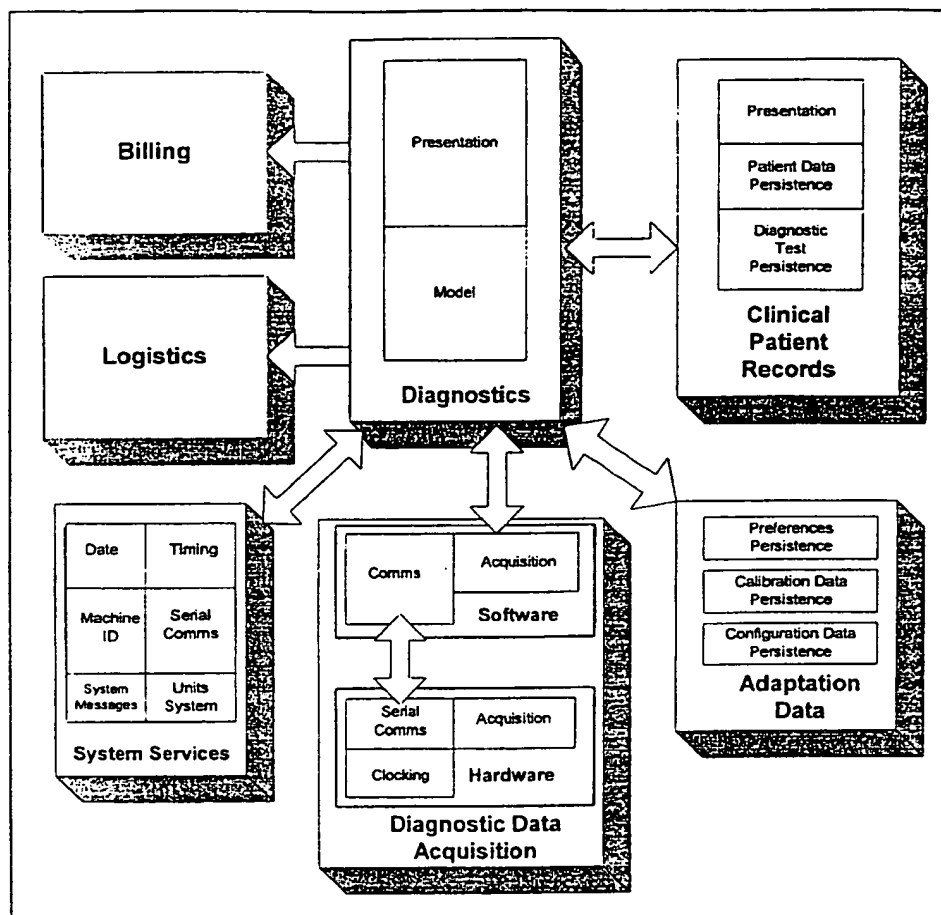 Billing
Logistics
Presentation
Model
Diagnostics
Presentation
Patient Data
Persistence
Diagnostic
Test
Persistence
Clinical
Patient
Records
Date
Timing
Machine
ID
Serial
Comms
System
Messages
Units
System
System Services
Comms
Acquisition
Software
Serial
Comms
Acquisition
Clocking
Hardware
Diagnostic Data
Acquisition
Preferences
Persistence
Calibration Data
Persistence
Configuration Data
Persistence
Adaptation
Data